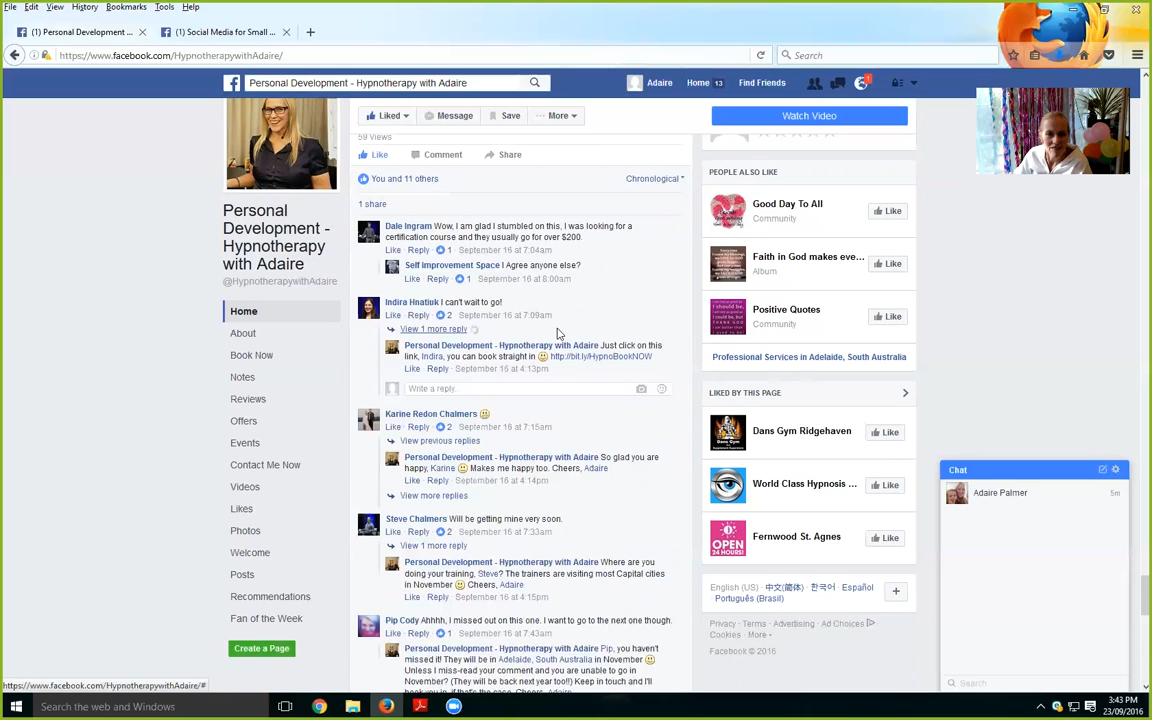 File Edit View History Bookmarks Tools Help
(1) Personal Development ...
(1) Social Media for Small ...
https://www.facebook.com/HypnotherapywithAdaire/
Search
Personal Development - Hypnotherapy with Adaire
Adaire Home 13 Find Friends
1
Liked Message Save More
Watch Video
59 Views
Like Comment Share
You and 11 others Chronological
1 share
Dale Ingram Wow, I am glad I stumbled on this, I was looking for a
certification course and they usually go for over $200.
Like · Reply · 1 · September 16 at 7:04am
Self Improvement Space I Agree anyone else?
Like · Reply · 1 · September 16 at 8:00am
Indira Hnatiuk I can't wait to go!
Like · Reply · 2 · September 16 at 7:09am
View 1 more reply
Personal Development - Hypnotherapy with Adaire Just click on this
link, Indira, you can book straight in http://bit.ly/HypnoBookNOW
Like · Reply · September 16 at 4:13pm
Write a reply...
Karine Redon Chalmers
Like · Reply · 2 · September 16 at 7:15am
View previous replies
Personal Development - Hypnotherapy with Adaire So glad you are
happy, Karine Makes me happy too. Cheers, Adaire
Like · Reply · September 16 at 4:14pm
View more replies
Steve Chalmers Will be getting mine very soon.
Like · Reply · 2 · September 16 at 7:33am
View 1 more reply
Personal Development - Hypnotherapy with Adaire Where are you
doing your training, Steve? The trainers are visiting most Capital cities
in November Cheers, Adaire
Like · Reply · September 16 at 4:15pm
Pip Cody Ahhhh, I missed out on this one. I want to go to the next one though.
Like · Reply · 1 · September 16 at 7:43am
Personal Development - Hypnotherapy with Adaire Pip, you haven't
missed it! They will be in Adelaide, South Australia in November
Unless I miss-read your comment and you are unable to go in
November? (They will be back next year too!!) Keep in touch and I'll
book you in, if that's the case. Cheers, Adaire
Personal
Development -
Hypnotherapy
with Adaire
@HypnotherapywithAdaire
Home
About
Book Now
Notes
Reviews
Offers
Events
Contact Me Now
Videos
Likes
Photos
Welcome
Posts
Recommendations
Fan of the Week
Create a Page
PEOPLE ALSO LIKE
Good Day To All
Community
Like
Faith in God makes eve...
Album
Like
Positive Quotes
Community
Like
Professional Services in Adelaide, South Australia
LIKED BY THIS PAGE
Dans Gym Ridgehaven
Like
World Class Hypnosis ...
Like
Fernwood St. Agnes
OPEN
24 HOURS!
Like
English (US) · 中文(简体) · 한국어 · Español ·
Português (Brasil)
Privacy · Terms · Advertising · Ad Choices
Cookies · More
Facebook © 2016
Chat
Adaire Palmer 5m
Search
https://www.facebook.com/HypnotherapywithAdaire/#
Search the web and Windows
3:43 PM
23/09/2016